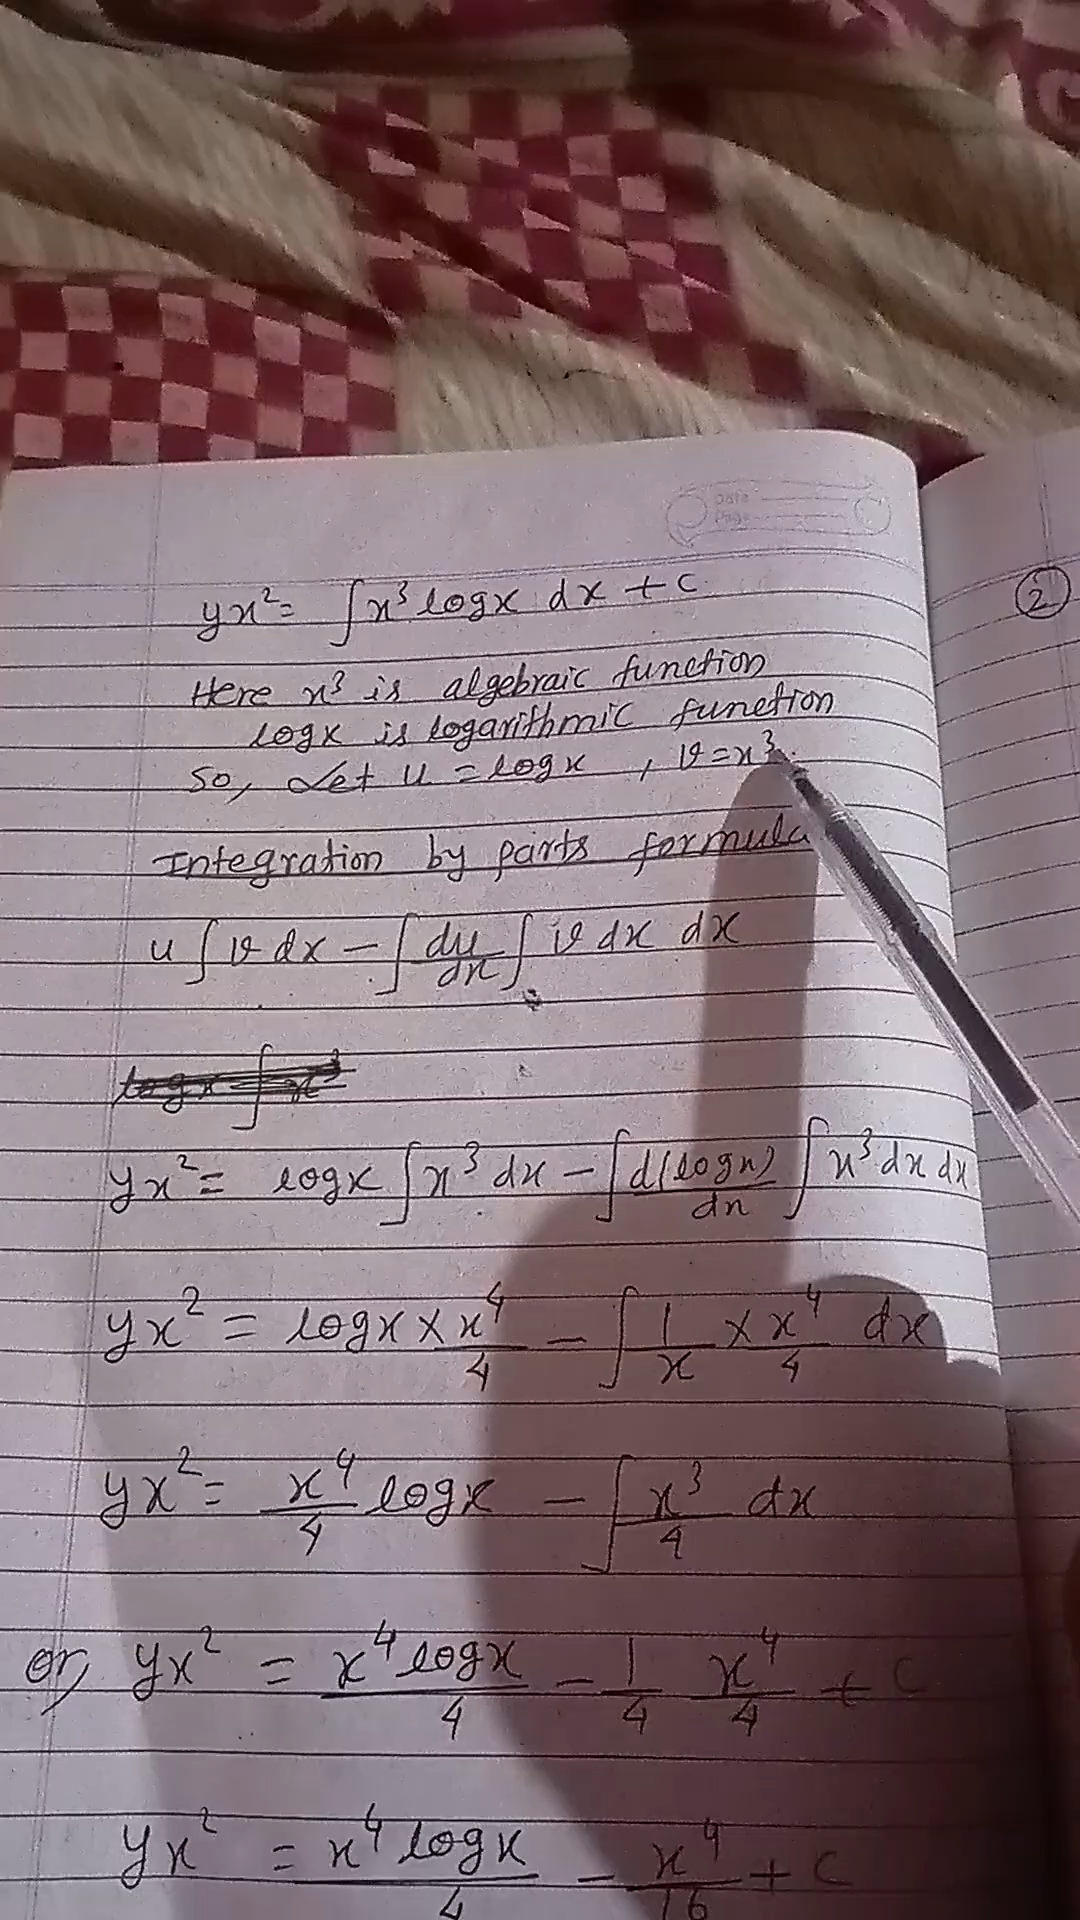 Date
Page
yx² = ∫x³ logx dx + c
②
Here x³ is algebraic function
logx is logarithmic function
So, Let u = logx , v = x³
Integration by parts formula
u ∫ v dx − ∫ du/dx ∫ v dx dx
yx² = logx ∫ x³ dx − ∫ d(logx)/dx ∫ x³ dx dx
yx² = logx × x⁴/4 − ∫ 1/x × x⁴/4 dx
yx² = x⁴/4 logx − ∫ x³/4 dx
or, yx² = x⁴ logx/4 − 1/4 x⁴/4 + C
yx² = x⁴ logx/4 − x⁴/16 + C